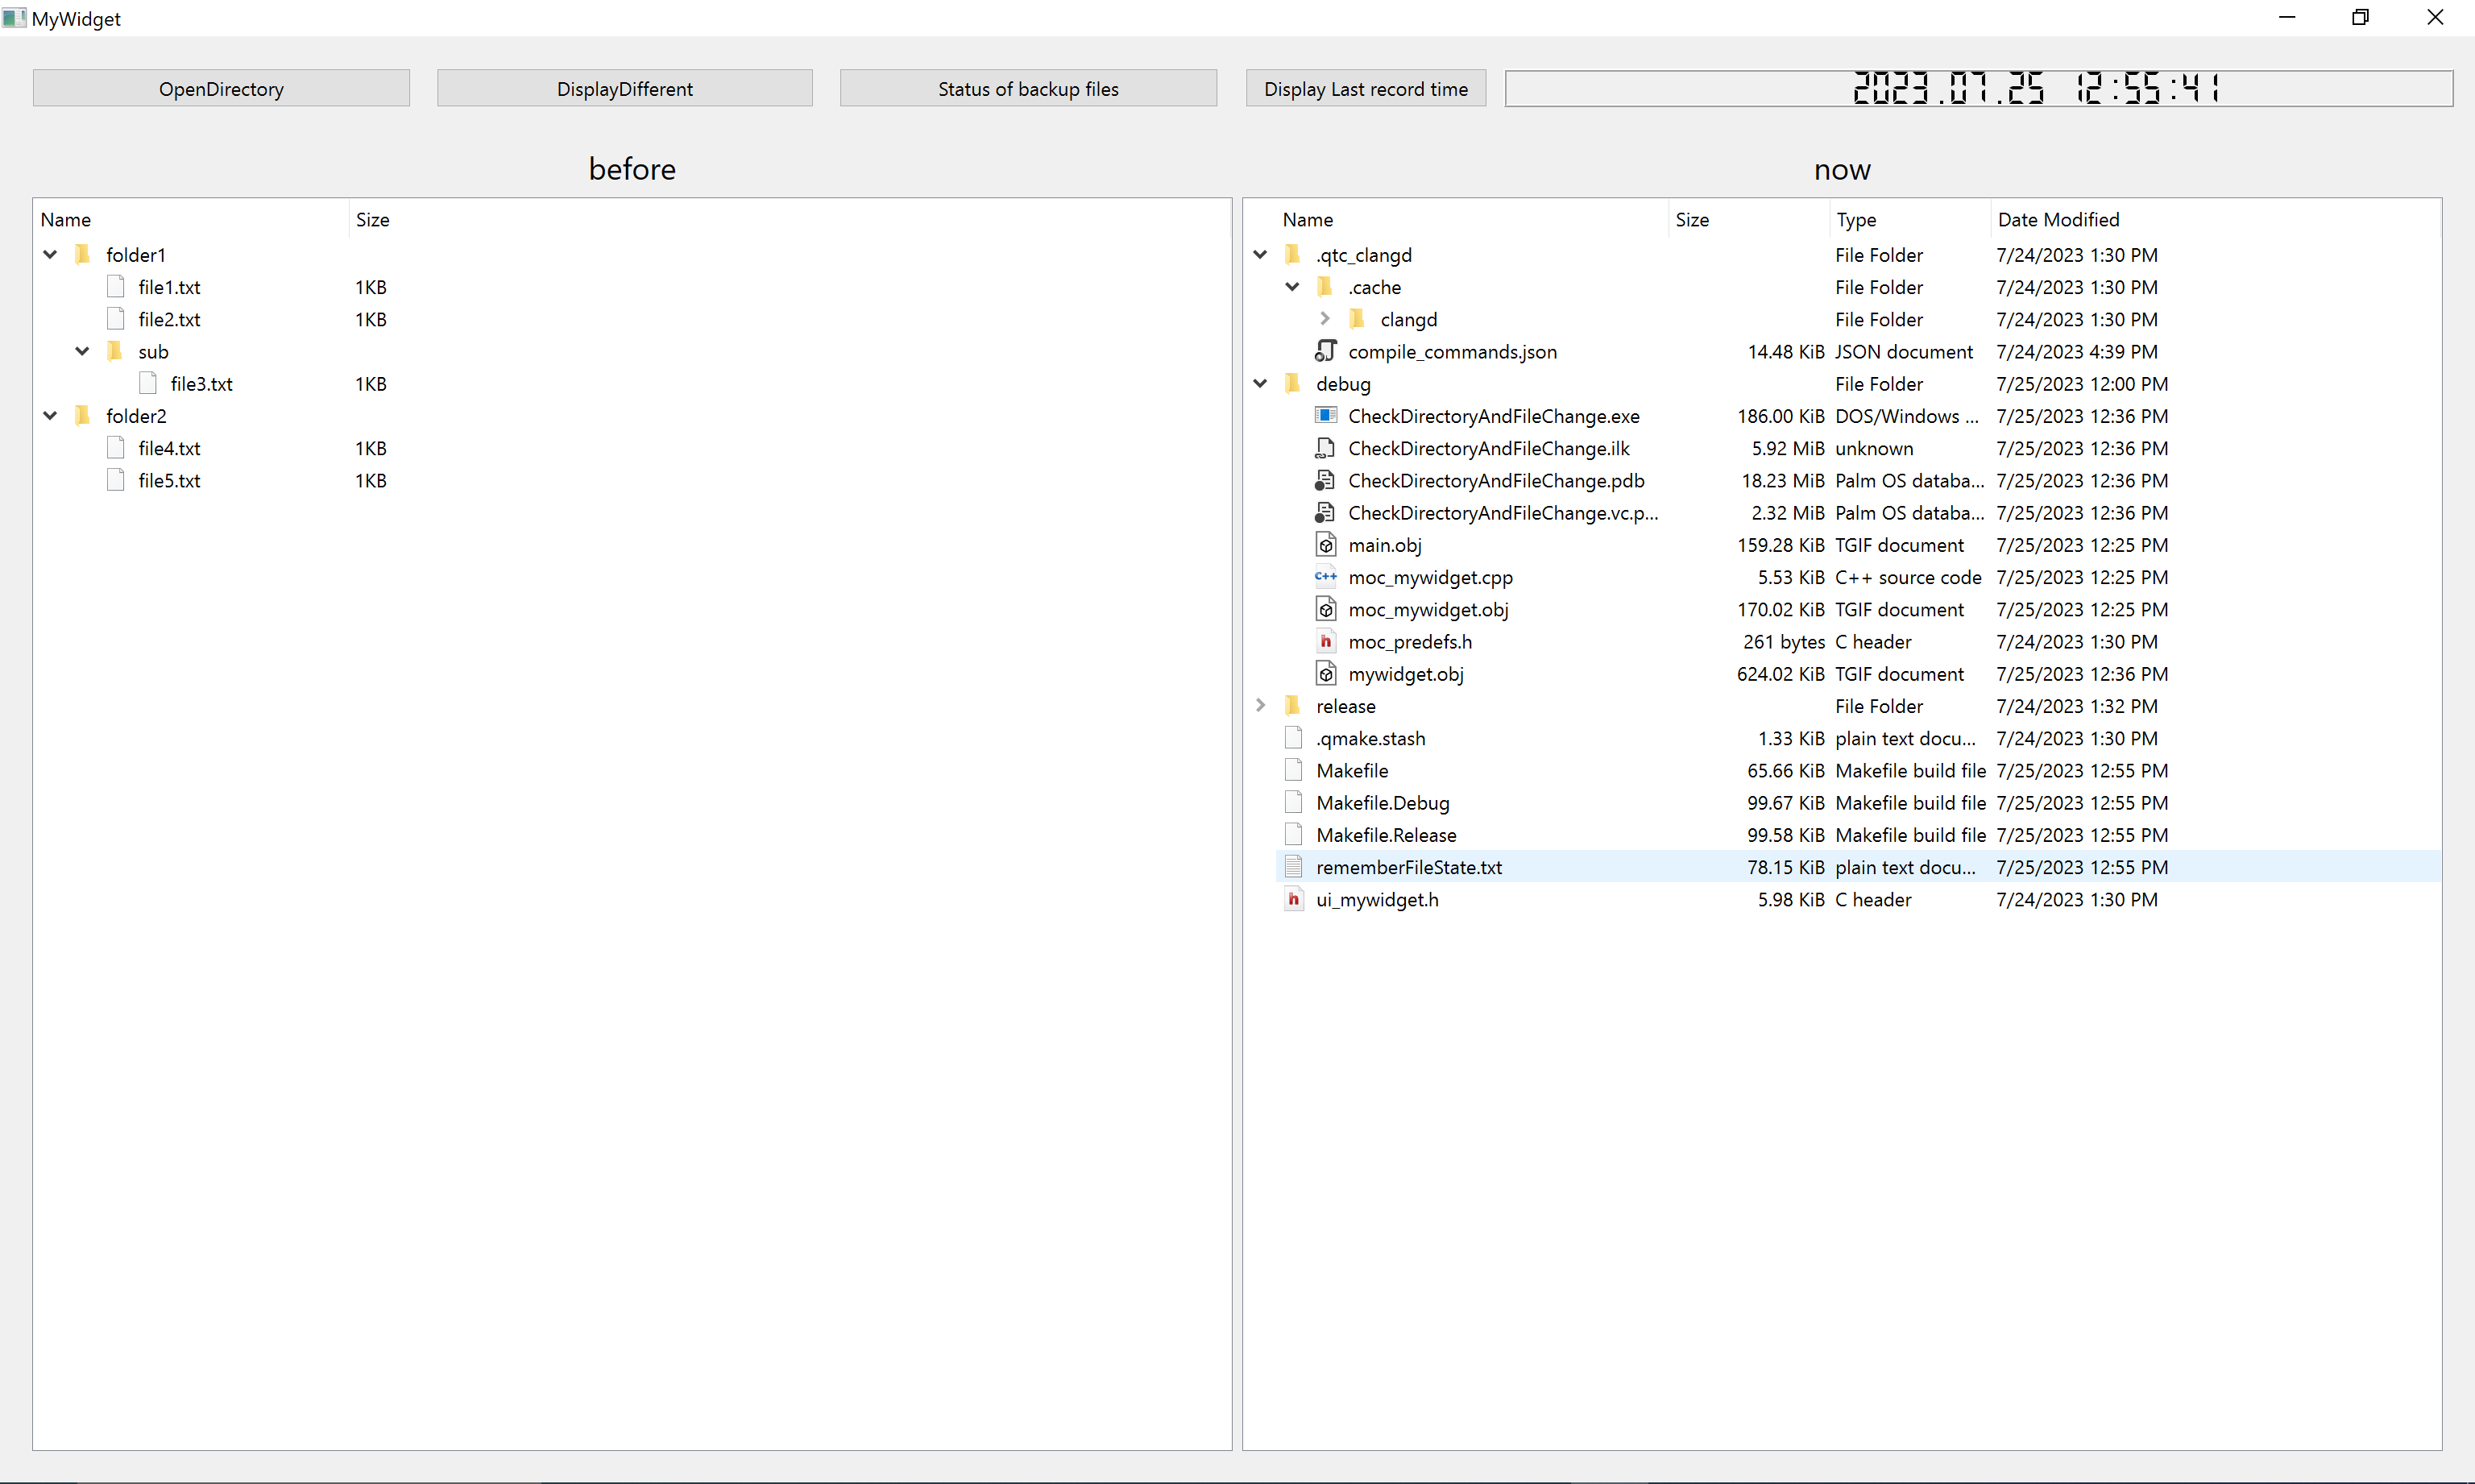 MyWidget
OpenDirectory DisplayDifferent Status of backup files Display Last record time 2023.07.25 12:55:41
before now
Name Size
folder1
file1.txt 1KB
file2.txt 1KB
sub
file3.txt 1KB
folder2
file4.txt 1KB
file5.txt 1KB
Name Size Type Date Modified
.qtc_clangd File Folder 7/24/2023 1:30 PM
.cache File Folder 7/24/2023 1:30 PM
clangd File Folder 7/24/2023 1:30 PM
compile_commands.json 14.48 KiB JSON document 7/24/2023 4:39 PM
debug File Folder 7/25/2023 12:00 PM
CheckDirectoryAndFileChange.exe 186.00 KiB DOS/Windows ... 7/25/2023 12:36 PM
CheckDirectoryAndFileChange.ilk 5.92 MiB unknown 7/25/2023 12:36 PM
CheckDirectoryAndFileChange.pdb 18.23 MiB Palm OS databa... 7/25/2023 12:36 PM
CheckDirectoryAndFileChange.vc.p... 2.32 MiB Palm OS databa... 7/25/2023 12:36 PM
main.obj 159.28 KiB TGIF document 7/25/2023 12:25 PM
C++ moc_mywidget.cpp 5.53 KiB C++ source code 7/25/2023 12:25 PM
moc_mywidget.obj 170.02 KiB TGIF document 7/25/2023 12:25 PM
h moc_predefs.h 261 bytes C header 7/24/2023 1:30 PM
mywidget.obj 624.02 KiB TGIF document 7/25/2023 12:36 PM
release File Folder 7/24/2023 1:32 PM
.qmake.stash 1.33 KiB plain text docu... 7/24/2023 1:30 PM
Makefile 65.66 KiB Makefile build file 7/25/2023 12:55 PM
Makefile.Debug 99.67 KiB Makefile build file 7/25/2023 12:55 PM
Makefile.Release 99.58 KiB Makefile build file 7/25/2023 12:55 PM
rememberFileState.txt 78.15 KiB plain text docu... 7/25/2023 12:55 PM
h ui_mywidget.h 5.98 KiB C header 7/24/2023 1:30 PM